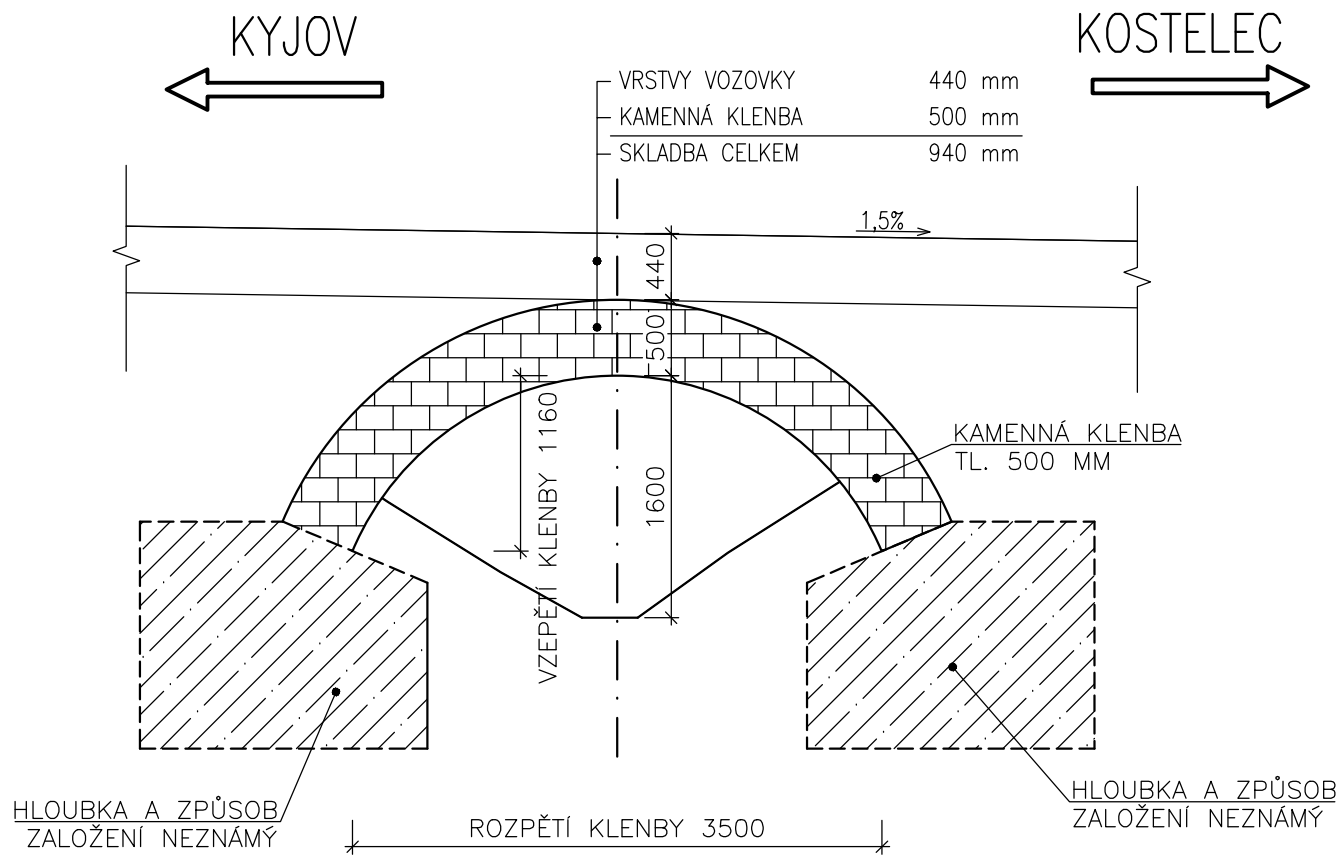 KYJOV
KOSTELEC
VRSTVY VOZOVKY 440 mm
KAMENNÁ KLENBA 500 mm
SKLADBA CELKEM 940 mm
1,5%
440
500
VZEPĚTÍ KLENBY 1160
1600
KAMENNÁ KLENBA
TL. 500 MM
HLOUBKA A ZPŮSOB
ZALOŽENÍ NEZNÁMÝ
HLOUBKA A ZPŮSOB
ZALOŽENÍ NEZNÁMÝ
ROZPĚTÍ KLENBY 3500